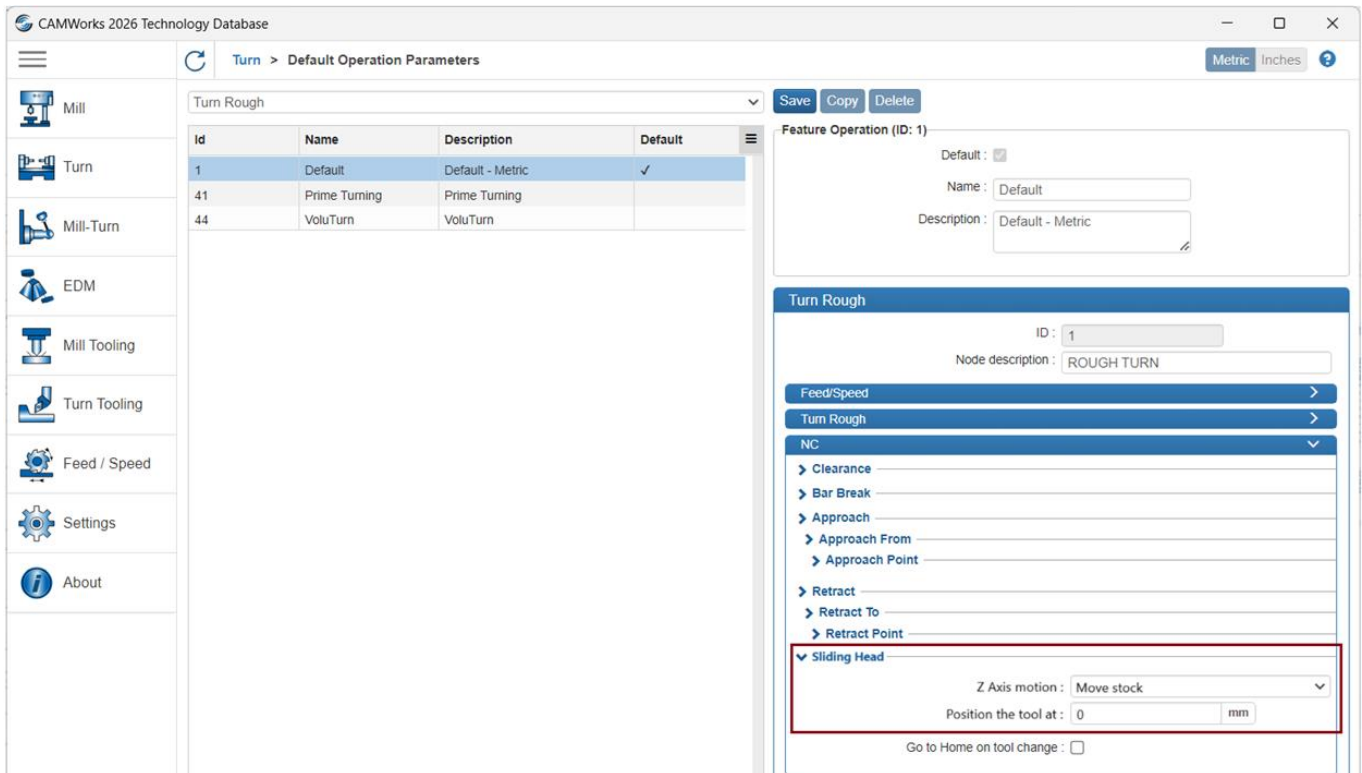 CAMWorks 2026 Technology Database
Turn > Default Operation Parameters
Metric Inches ?
Mill
Turn
Mill-Turn
EDM
Mill Tooling
Turn Tooling
Feed / Speed
Settings
About
Turn Rough
Id Name Description Default
1 Default Default - Metric ✓
41 Prime Turning Prime Turning
44 VoluTurn VoluTurn
Save Copy Delete
Feature Operation (ID: 1)
Default :
Name : Default
Description : Default - Metric
Turn Rough
ID : 1
Node description : ROUGH TURN
Feed/Speed
Turn Rough
NC
Clearance
Bar Break
Approach
Approach From
Approach Point
Retract
Retract To
Retract Point
Sliding Head
Z Axis motion : Move stock
Position the tool at : 0 mm
Go to Home on tool change :